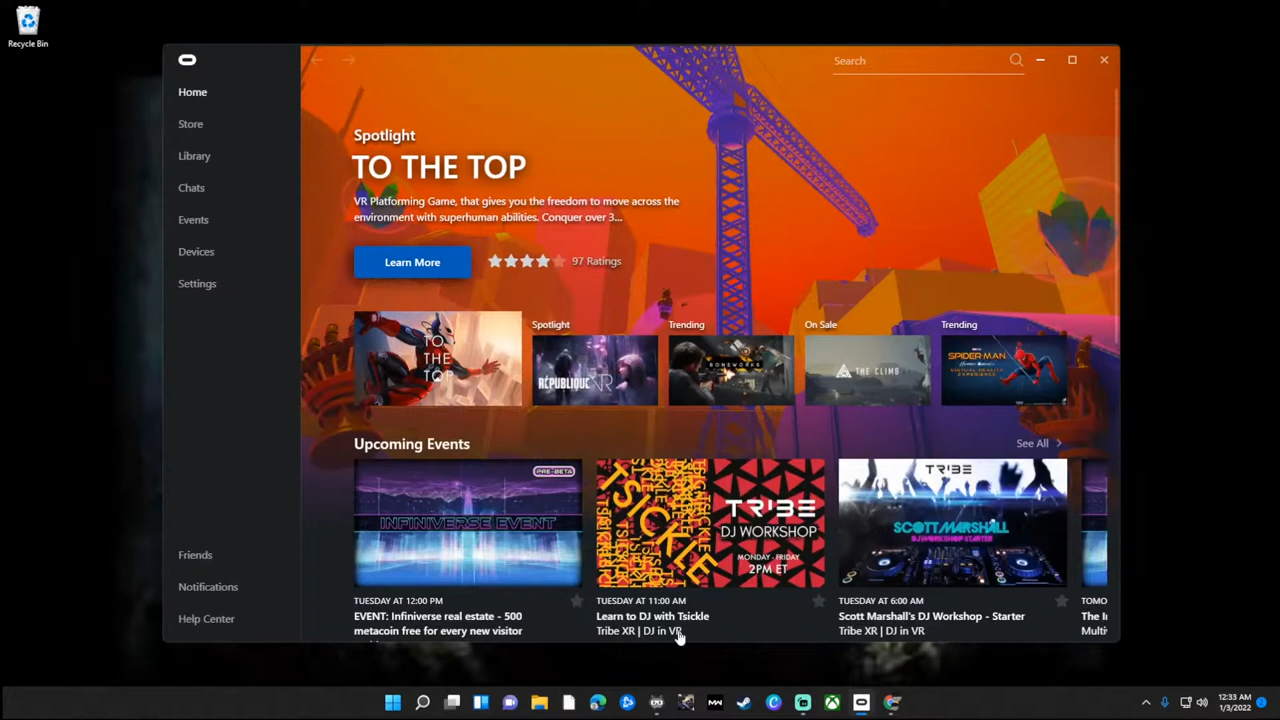 Recycle Bin
Search
Home
Store
Library
Chats
Events
Devices
Settings
Friends
Notifications
Help Center
Spotlight
TO THE TOP
VR Platforming Game, that gives you the freedom to move across the
environment with superhuman abilities. Conquer over 3...
Learn More
97 Ratings
TO
THE
TOP
Spotlight
RÉPUBLIQUE VR
Trending
BONEWORKS
On Sale
THE CLIMB
Trending
SPIDER-MAN
Upcoming Events
See All
PRE-BETA
INFINIVERSE EVENT
TUESDAY AT 12:00 PM
EVENT: Infiniverse real estate - 500
metacoin free for every new visitor
TSICKLE
TRIBE
DJ WORKSHOP
MONDAY - FRIDAY
2PM ET
TUESDAY AT 11:00 AM
Learn to DJ with Tsickle
Tribe XR | DJ in VR
TRIBE
SCOTT MARSHALL
DJ WORKSHOP STARTER
TUESDAY AT 6:00 AM
Scott Marshall's DJ Workshop - Starter
Tribe XR | DJ in VR
TOMO
The I
Multiv
MW
12:33 AM
1/3/2022